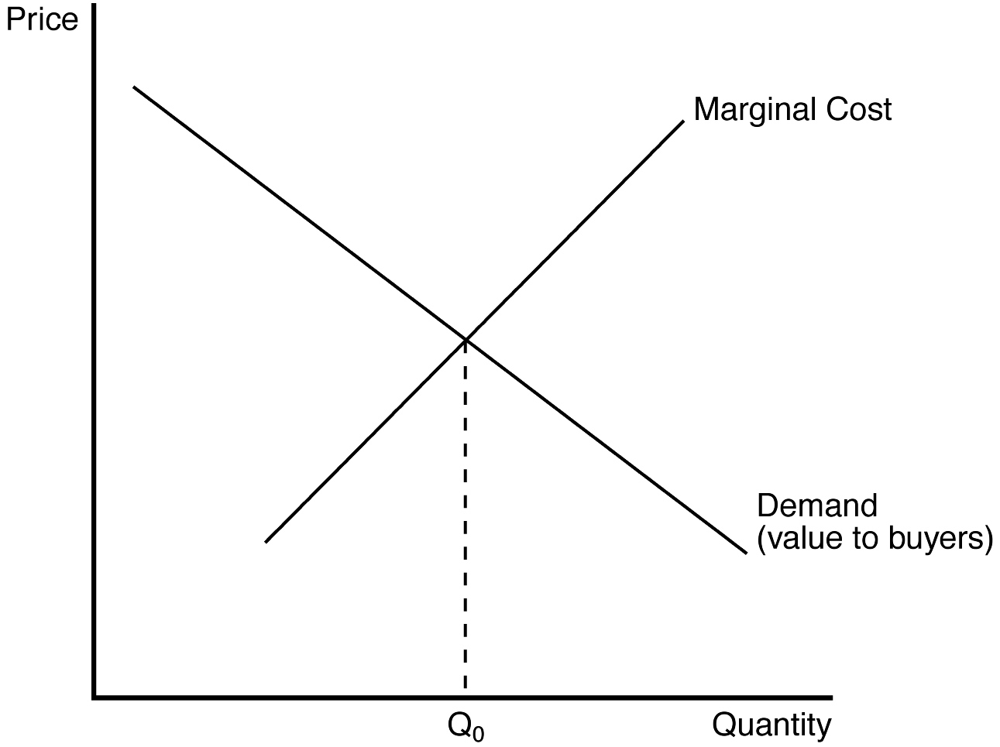 Price
Marginal Cost
Demand
(value to buyers)
Q₀
Quantity